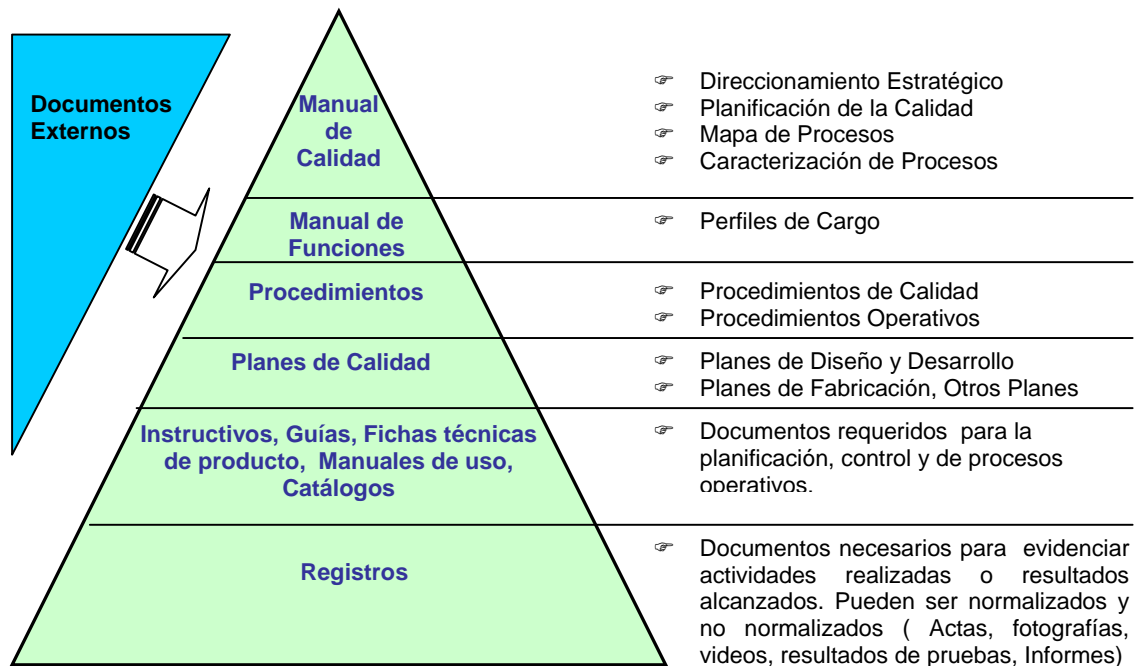 Documentos
Externos
Manual
de
Calidad
☞ Direccionamiento Estratégico
☞ Planificación de la Calidad
☞ Mapa de Procesos
☞ Caracterización de Procesos
Manual de
Funciones
☞ Perfiles de Cargo
Procedimientos
☞ Procedimientos de Calidad
☞ Procedimientos Operativos
Planes de Calidad
☞ Planes de Diseño y Desarrollo
☞ Planes de Fabricación, Otros Planes
Instructivos, Guías, Fichas técnicas
de producto, Manuales de uso,
Catálogos
☞ Documentos requeridos para la
planificación, control y de procesos
operativos.
Registros
☞ Documentos necesarios para evidenciar
actividades realizadas o resultados
alcanzados. Pueden ser normalizados y
no normalizados ( Actas, fotografías,
videos, resultados de pruebas, Informes)